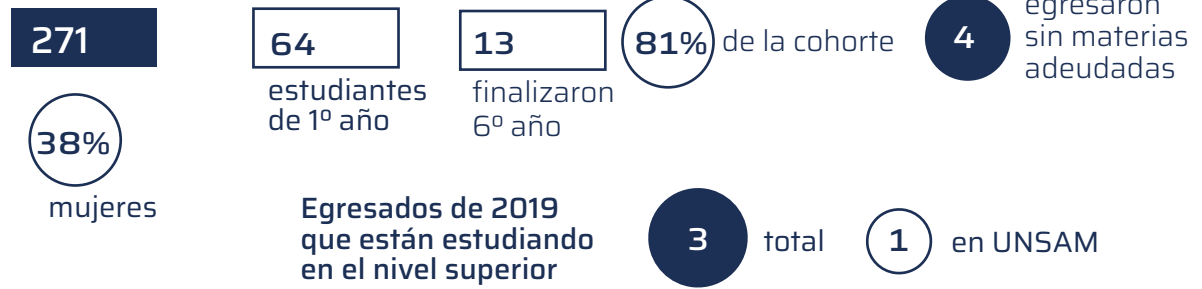 271
38%
mujeres
64
estudiantes
de 1º año
13
finalizaron
6º año
81%
de la cohorte
4
egresaron
sin materias
adeudadas
Egresados de 2019
que están estudiando
en el nivel superior
3
total
1
en UNSAM